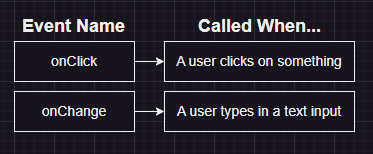 Event Name Called When...
onClick A user clicks on something
onChange A user types in a text input